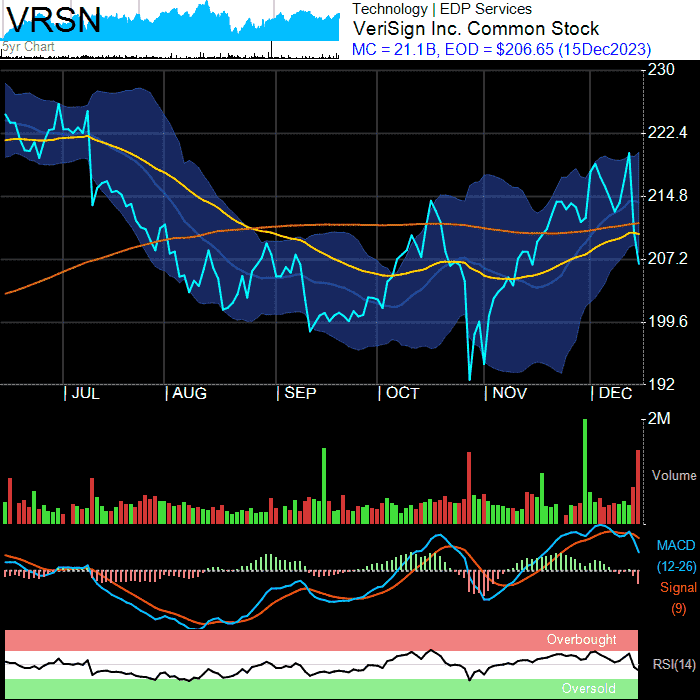 VRSN
5yr Chart
Technology | EDP Services
VeriSign Inc. Common Stock
MC = 21.1B, EOD = $206.65 (15Dec2023)
230
222.4
214.8
207.2
199.6
192
| JUL | AUG | SEP | OCT | NOV | DEC
2M
Volume
MACD
(12-26)
Signal
(9)
Overbought
RSI(14)
Oversold